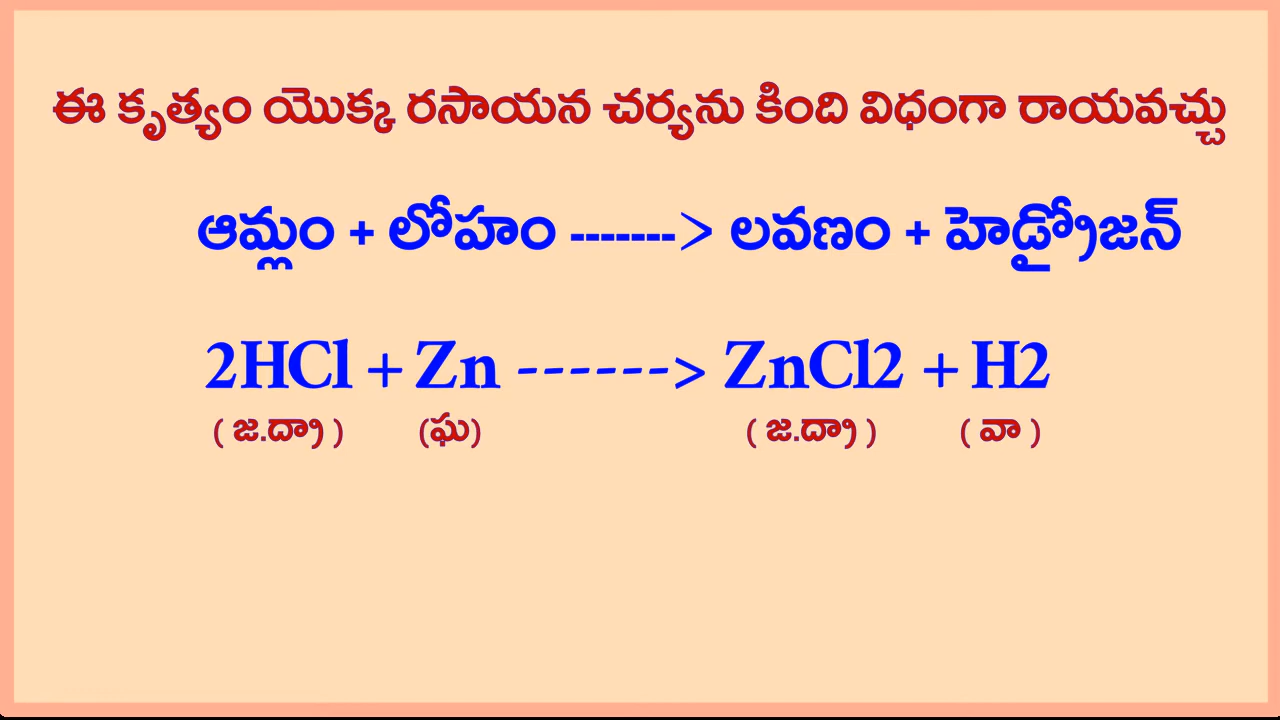 ఈ కృత్యం యొక్క రసాయన చర్యను కింది విధంగా రాయవచ్చు
ఆమ్లం + లోహం -------> లవణం + హైడ్రోజన్
2HCl + Zn ------> ZnCl2 + H2
( జ.ద్రా ) (ఘ) ( జ.ద్రా ) ( వా )